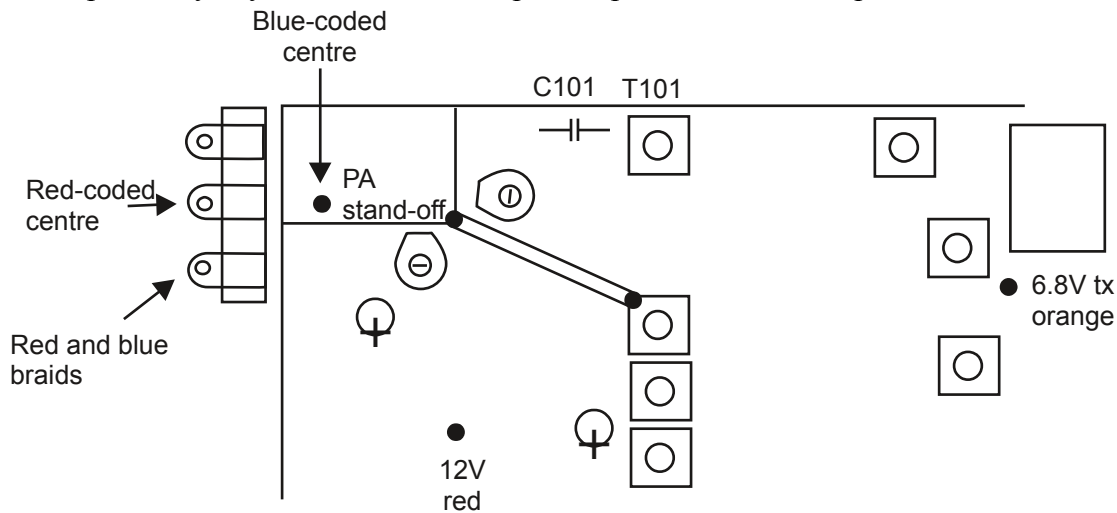 Blue-coded
centre
C101 T101
PA
stand-off
Red-coded
centre
6.8V tx
orange
Red and blue
braids
12V
red